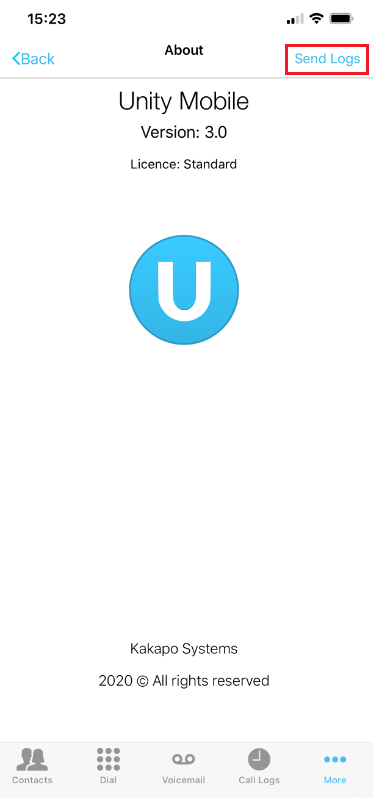 15:23
Back
About
Send Logs
Unity Mobile
Version: 3.0
Licence: Standard
U
Kakapo Systems
2020 © All rights reserved
Contacts
Dial
Voicemail
Call Logs
More